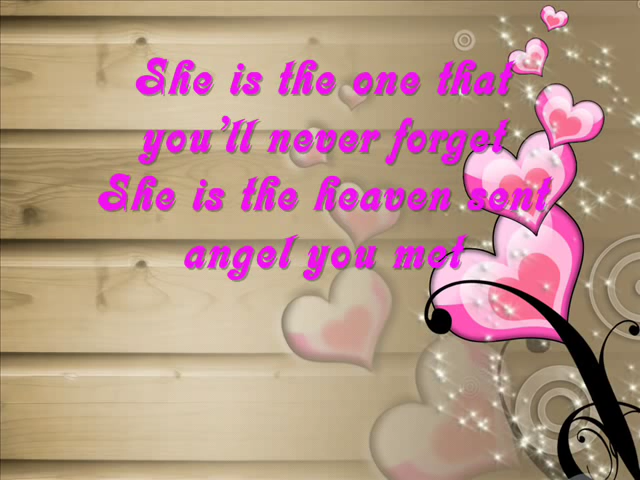 She is the one that
you'll never forget
She is the heaven sent
angel you met